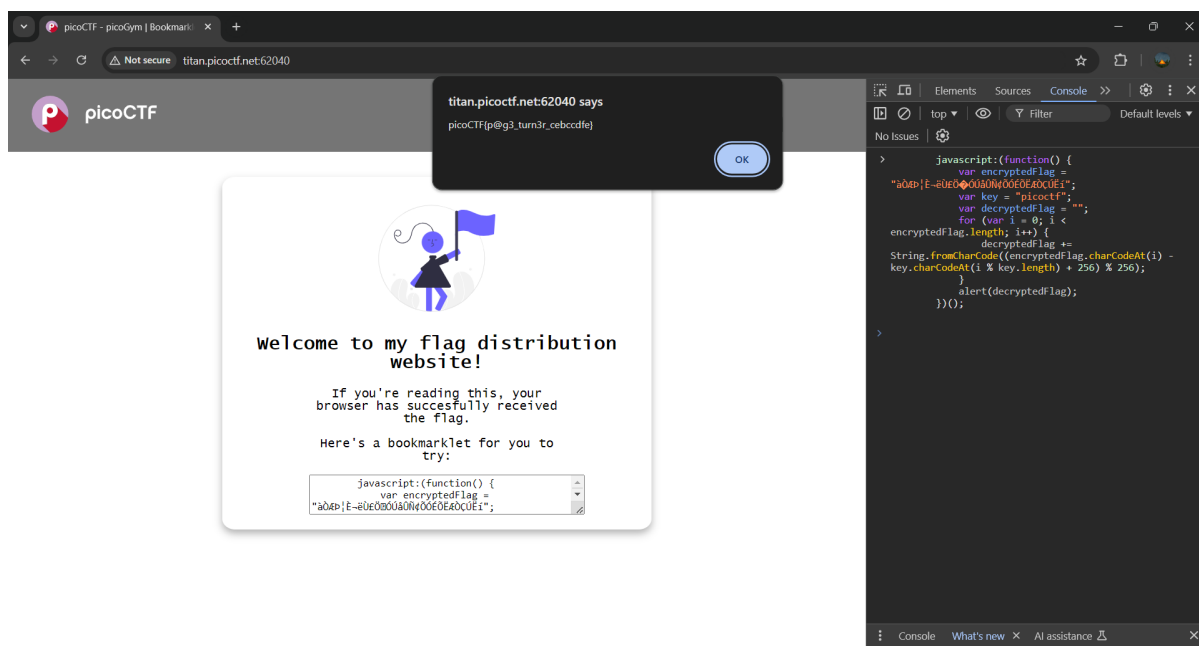 picoCTF - picoGym | Bookmarkl
Not secure
titan.picoctf.net:62040
picoCTF
titan.picoctf.net:62040 says
picoCTF{p@g3_turn3r_cebccdfe}
OK
Welcome to my flag distribution
website!
If you're reading this, your
browser has succesfully received
the flag.
Here's a bookmarklet for you to
try:
javascript:(function() {
var encryptedFlag =
Elements Sources Console
top Filter Default levels
No Issues
javascript:(function() {
var encryptedFlag =
var key = "picoctf";
var decryptedFlag = "";
for (var i = 0; i <
encryptedFlag.length; i++) {
decryptedFlag +=
String.fromCharCode((encryptedFlag.charCodeAt(i) -
key.charCodeAt(i % key.length) + 256) % 256);
}
alert(decryptedFlag);
})();
Console What's new AI assistance